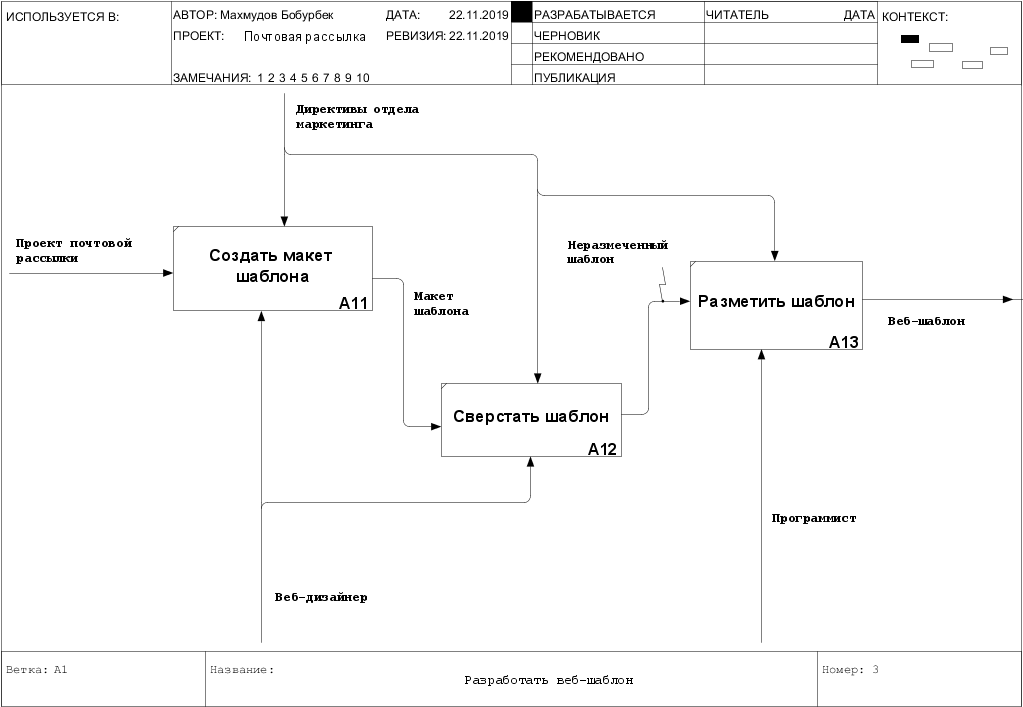 ИСПОЛЬЗУЕТСЯ В:
АВТОР: Махмудов Бобурбек
ДАТА: 22.11.2019
ПРОЕКТ: Почтовая рассылка
РЕВИЗИЯ: 22.11.2019
ЗАМЕЧАНИЯ: 1 2 3 4 5 6 7 8 9 10
РАЗРАБАТЫВАЕТСЯ
ЧЕРНОВИК
РЕКОМЕНДОВАНО
ПУБЛИКАЦИЯ
ЧИТАТЕЛЬ ДАТА
КОНТЕКСТ:
Директивы отдела
маркетинга
Проект почтовой
рассылки
Создать макет
шаблона
A11
Макет
шаблона
Неразмеченный
шаблон
Разметить шаблон
A13
Веб-шаблон
Сверстать шаблон
A12
Программист
Веб-дизайнер
Ветка: A1
Название:
Разработать веб-шаблон
Номер: 3